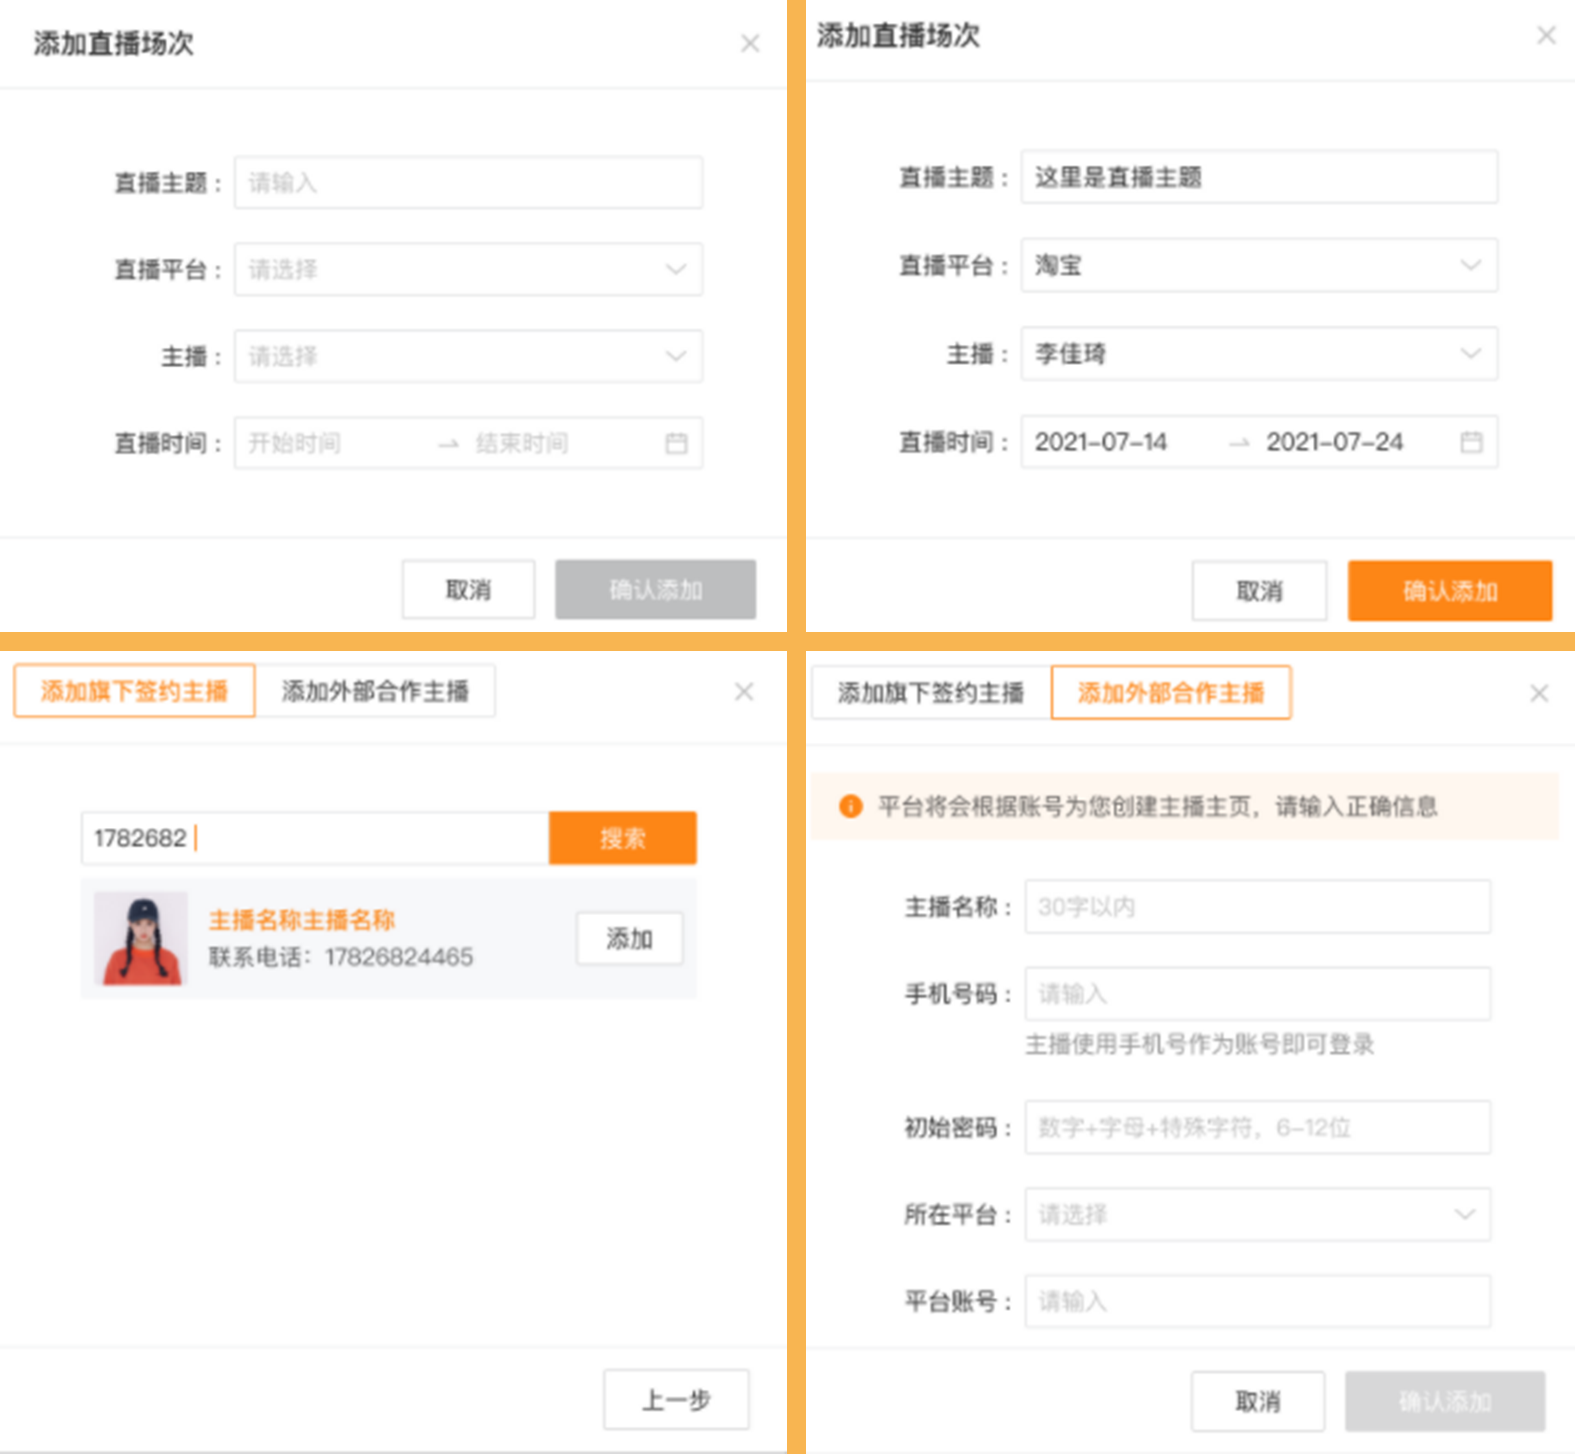 添加直播场次
直播主题：请输入
直播平台：请选择
主播：请选择
直播时间：开始时间 → 结束时间
取消 确认添加
添加直播场次
直播主题：这里是直播主题
直播平台：淘宝
主播：李佳琦
直播时间：2021-07-14 → 2021-07-24
取消 确认添加
添加旗下签约主播 添加外部合作主播
1782682 搜索
主播名称主播名称
联系电话：17826824465
添加
上一步
添加旗下签约主播 添加外部合作主播
平台将会根据账号为您创建主播主页，请输入正确信息
主播名称：30字以内
手机号码：请输入
主播使用手机号作为账号即可登录
初始密码：数字+字母+特殊字符，6-12位
所在平台：请选择
平台账号：请输入
取消 确认添加